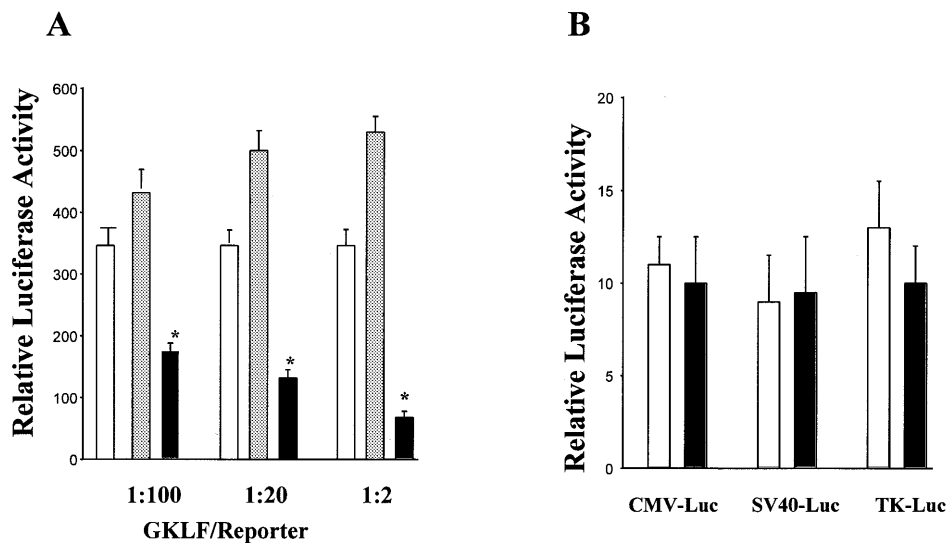 A
Relative Luciferase Activity
600
500
400
300
200
100
0
*
*
*
1:100 1:20 1:2
GKLF/Reporter
B
Relative Luciferase Activity
20
15
10
5
0
CMV-Luc SV40-Luc TK-Luc